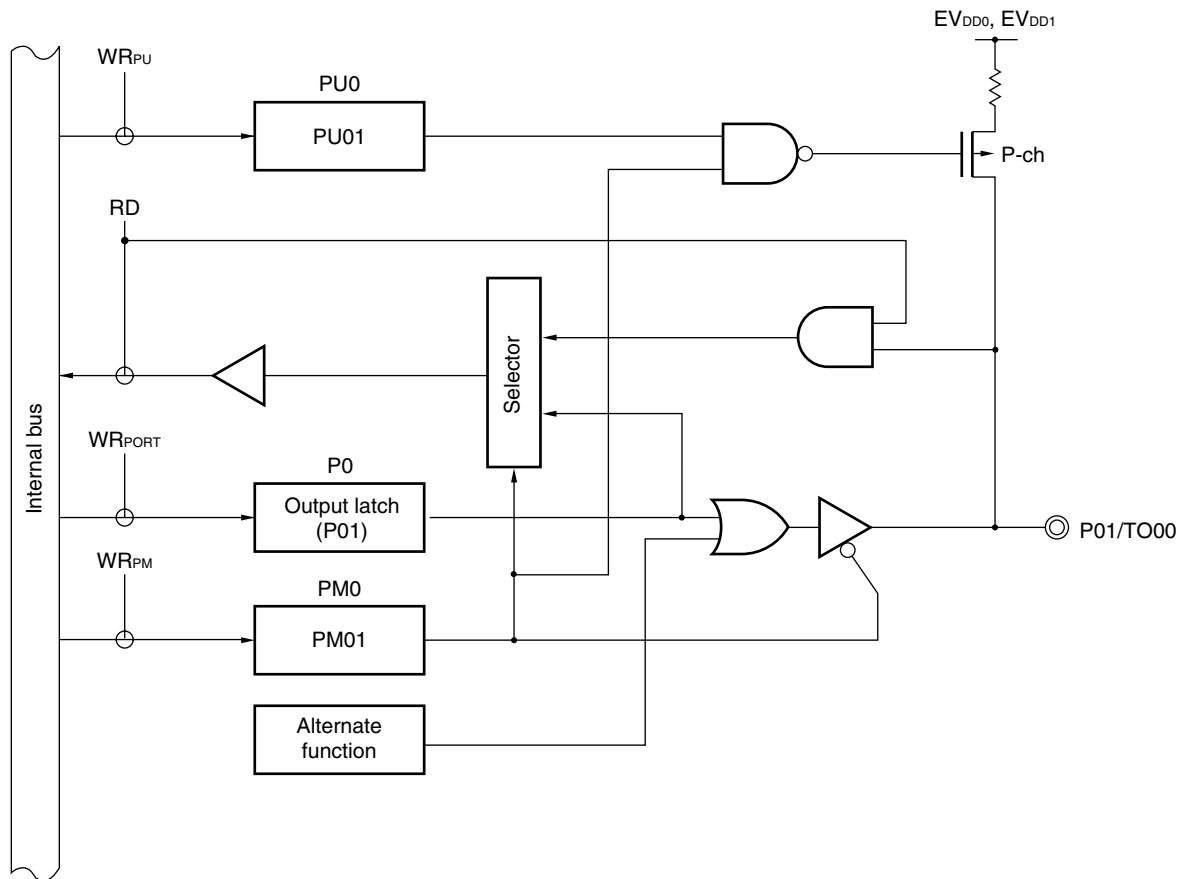 EVDD0, EVDD1
WRPU
PU0
PU01
P-ch
RD
Selector
Internal bus
WRPORT
P0
Output latch
(P01)
P01/TO00
WRPM
PM0
PM01
Alternate
function